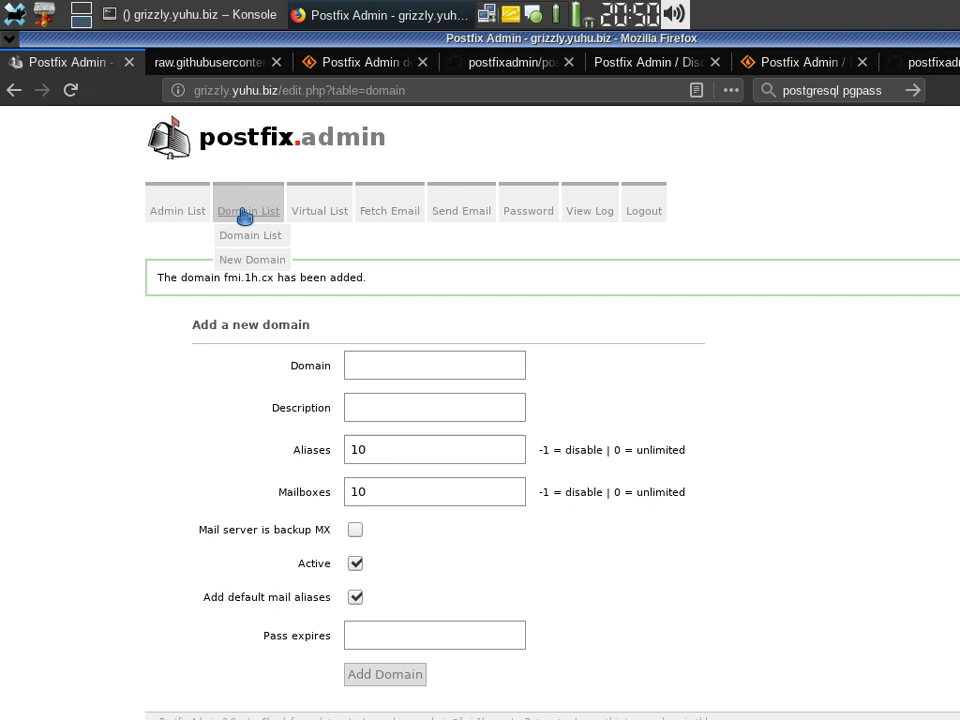 () grizzly.yuhu.biz – Konsole
Postfix Admin - grizzly.yuh…
20:50
Postfix Admin - grizzly.yuhu.biz - Mozilla Firefox
Postfix Admin -
raw.githubuserconter
Postfix Admin d
postfixadmin/po
Postfix Admin / Disc
Postfix Admin /
postfixad
grizzly.yuhu.biz/edit.php?table=domain
postgresql pgpass
postfix.admin
Admin List
Domain List
Virtual List
Fetch Email
Send Email
Password
View Log
Logout
Domain List
New Domain
The domain fmi.1h.cx has been added.
Add a new domain
Domain
Description
Aliases 10 -1 = disable | 0 = unlimited
Mailboxes 10 -1 = disable | 0 = unlimited
Mail server is backup MX
Active
Add default mail aliases
Pass expires
Add Domain